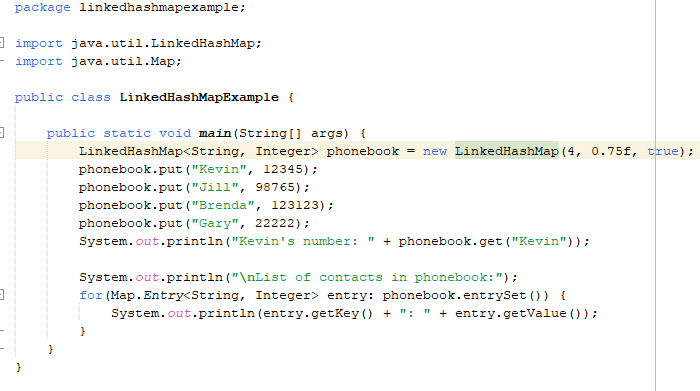 package linkedhashmapexample;
import java.util.LinkedHashMap;
import java.util.Map;
public class LinkedHashMapExample {
public static void main(String[] args) {
LinkedHashMap<String, Integer> phonebook = new LinkedHashMap(4, 0.75f, true);
phonebook.put("Kevin", 12345);
phonebook.put("Jill", 98765);
phonebook.put("Brenda", 123123);
phonebook.put("Gary", 22222);
System.out.println("Kevin's number: " + phonebook.get("Kevin"));
System.out.println("\nList of contacts in phonebook:");
for(Map.Entry<String, Integer> entry: phonebook.entrySet()) {
System.out.println(entry.getKey() + ": " + entry.getValue());
}
}
}